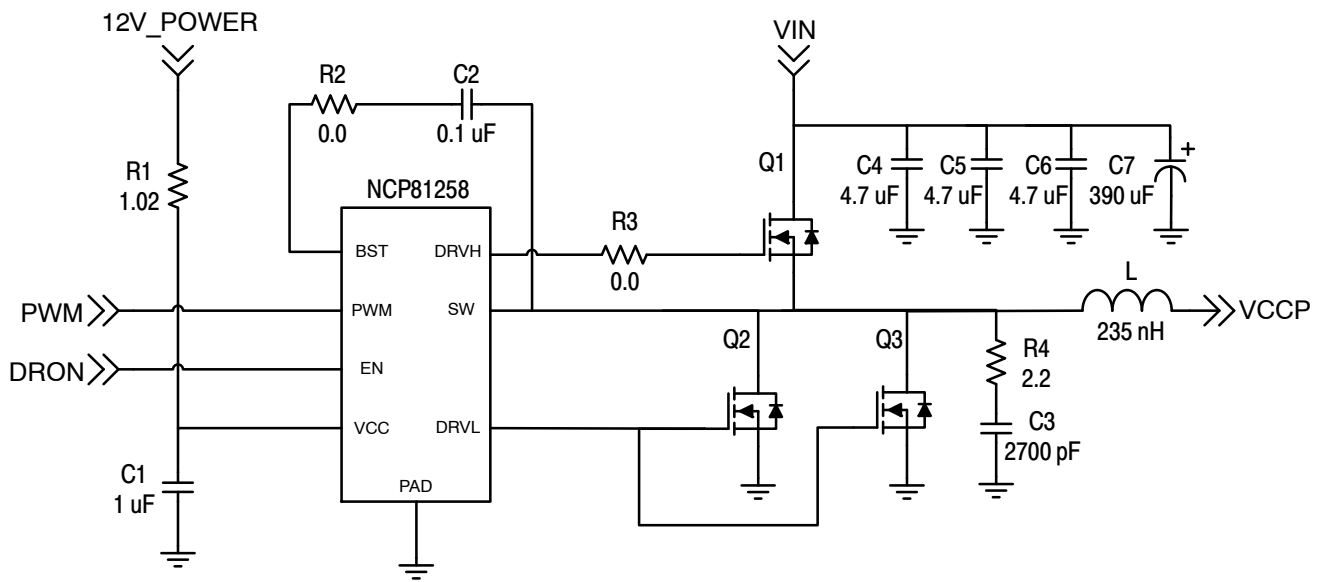 12V_POWER
VIN
R2
C2
0.0
0.1 uF
R1
1.02
NCP81258
Q1
C4
4.7 uF
C5
4.7 uF
C6
4.7 uF
C7
390 uF
+
R3
0.0
BST
DRVH
PWM
PWM
SW
L
235 nH
VCCP
DRON
EN
Q2
Q3
R4
2.2
VCC
DRVL
C3
2700 pF
C1
1 uF
PAD